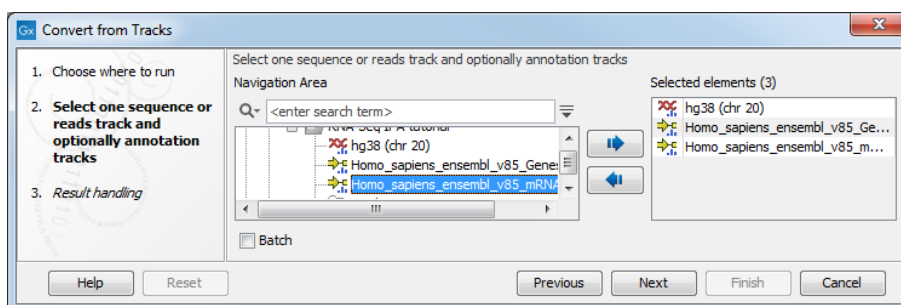 Gx Convert from Tracks
X
1. Choose where to run
2. Select one sequence or
reads track and
optionally annotation
tracks
3. Result handling
Select one sequence or reads track and optionally annotation tracks
Navigation Area
<enter search term>
hg38 (chr 20)
Homo_sapiens_ensembl_v85_Genes
Homo_sapiens_ensembl_v85_mRNA
Batch
Selected elements (3)
hg38 (chr 20)
Homo_sapiens_ensembl_v85_Ge...
Homo_sapiens_ensembl_v85_m...
Help
Reset
Previous
Next
Finish
Cancel